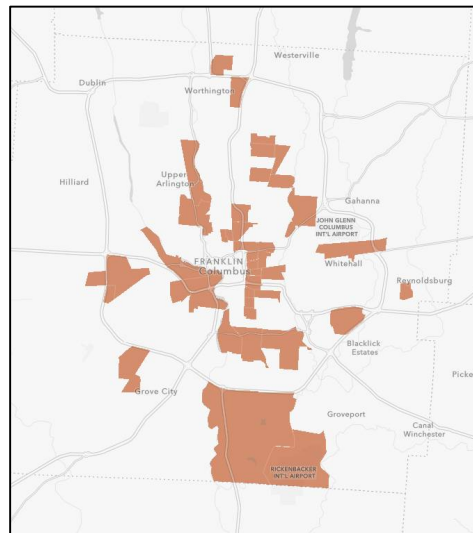 Westerville
Dublin
Worthington
Upper
Arlington
Hilliard
Gahanna
JOHN GLENN
COLUMBUS
INT'L AIRPORT
FRANKLIN
Columbus
Whitehall
Reynoldsburg
Blacklick
Estates
Grove City
Picke
Groveport
Canal
Winchester
RICKENBACKER
INT'L AIRPORT